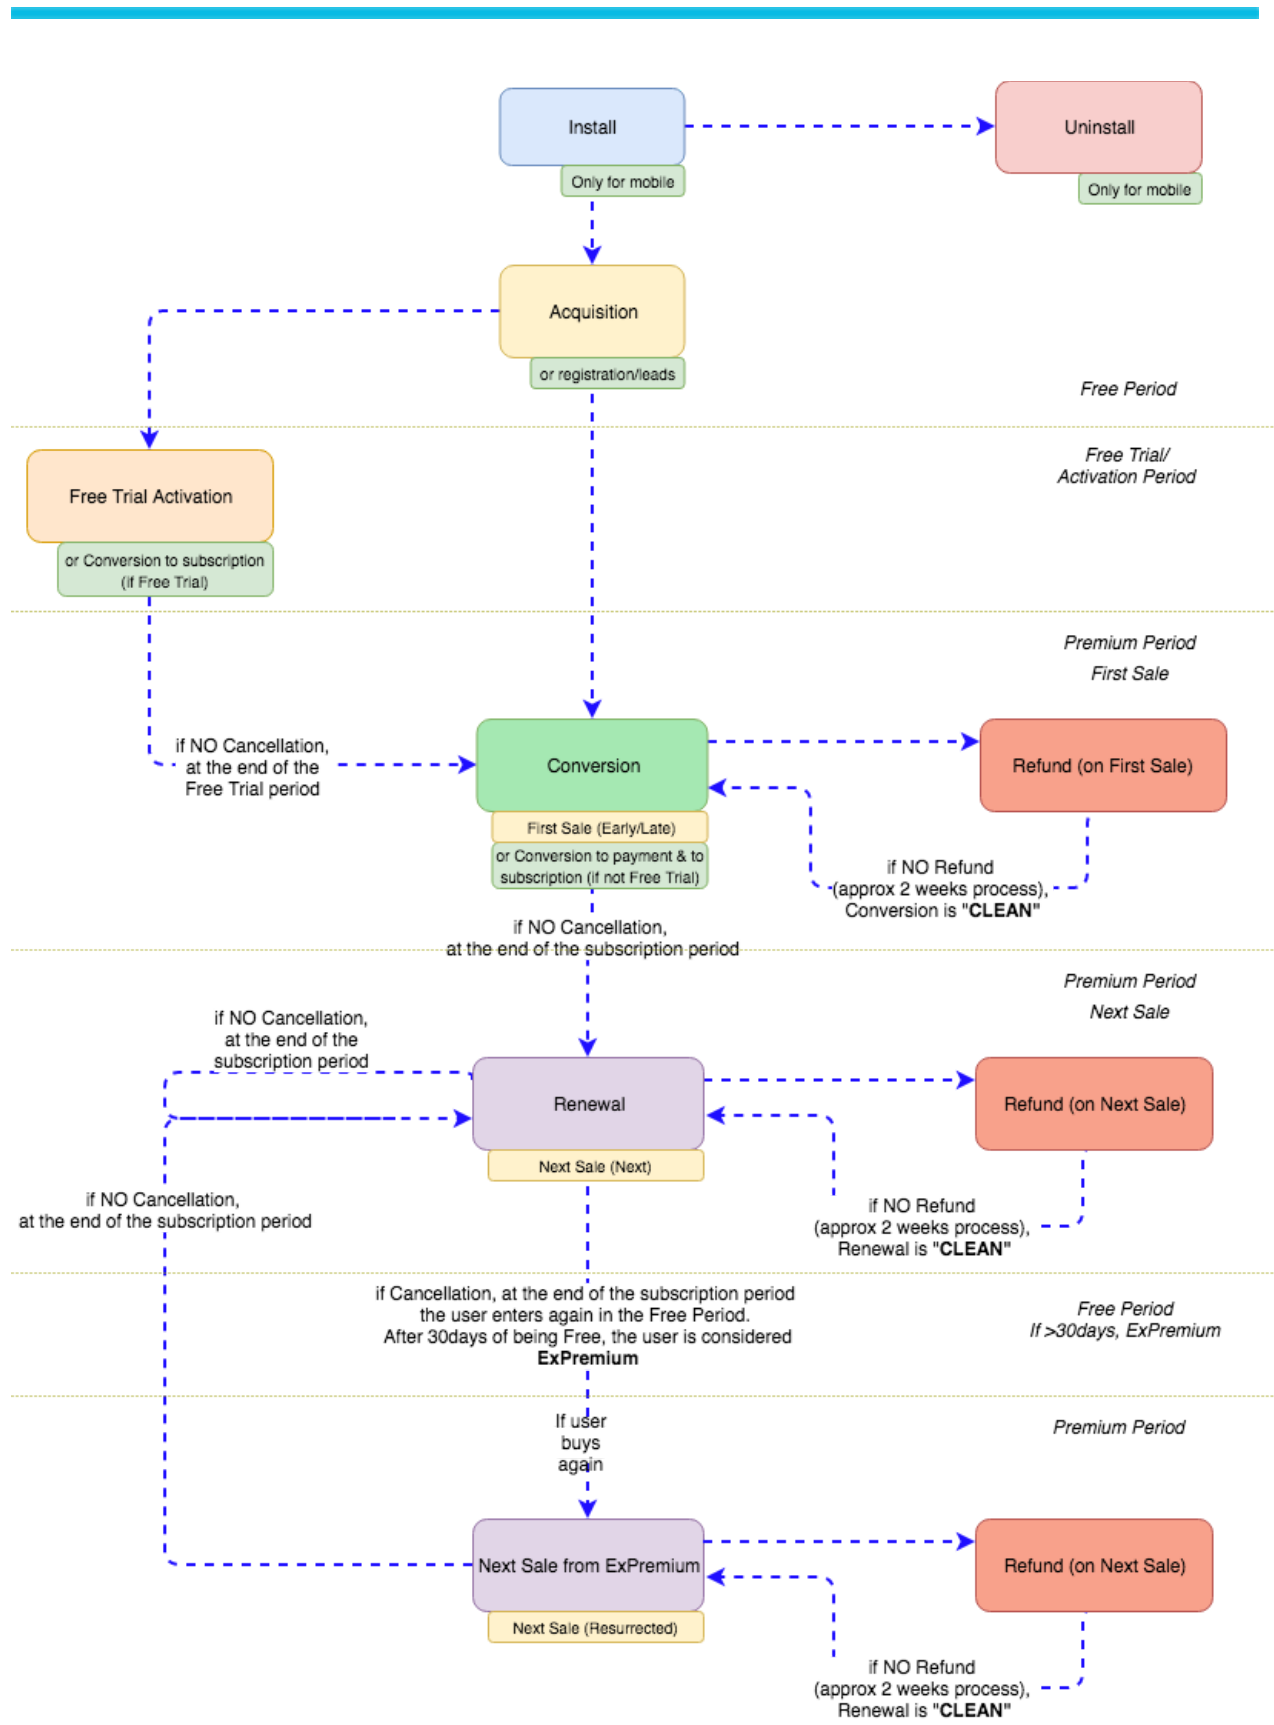 Install
Uninstall
Only for mobile
Only for mobile
Acquisition
or registration/leads
Free Period
Free Trial/
Activation Period
Free Trial Activation
or Conversion to subscription
(if Free Trial)
Premium Period
First Sale
if NO Cancellation,
at the end of the
Free Trial period
Conversion
Refund (on First Sale)
First Sale (Early/Late)
or Conversion to payment & to
subscription (if not Free Trial)
if NO Refund
(approx 2 weeks process),
Conversion is "CLEAN"
if NO Cancellation,
at the end of the subscription period
Premium Period
Next Sale
if NO Cancellation,
at the end of the
subscription period
Renewal
Refund (on Next Sale)
Next Sale (Next)
if NO Cancellation,
at the end of the subscription period
if NO Refund
(approx 2 weeks process),
Renewal is "CLEAN"
if Cancellation, at the end of the subscription period
the user enters again in the Free Period.
After 30days of being Free, the user is considered
ExPremium
Free Period
If >30days, ExPremium
If user
buys
again
Premium Period
Next Sale from ExPremium
Refund (on Next Sale)
Next Sale (Resurrected)
if NO Refund
(approx 2 weeks process),
Renewal is "CLEAN"